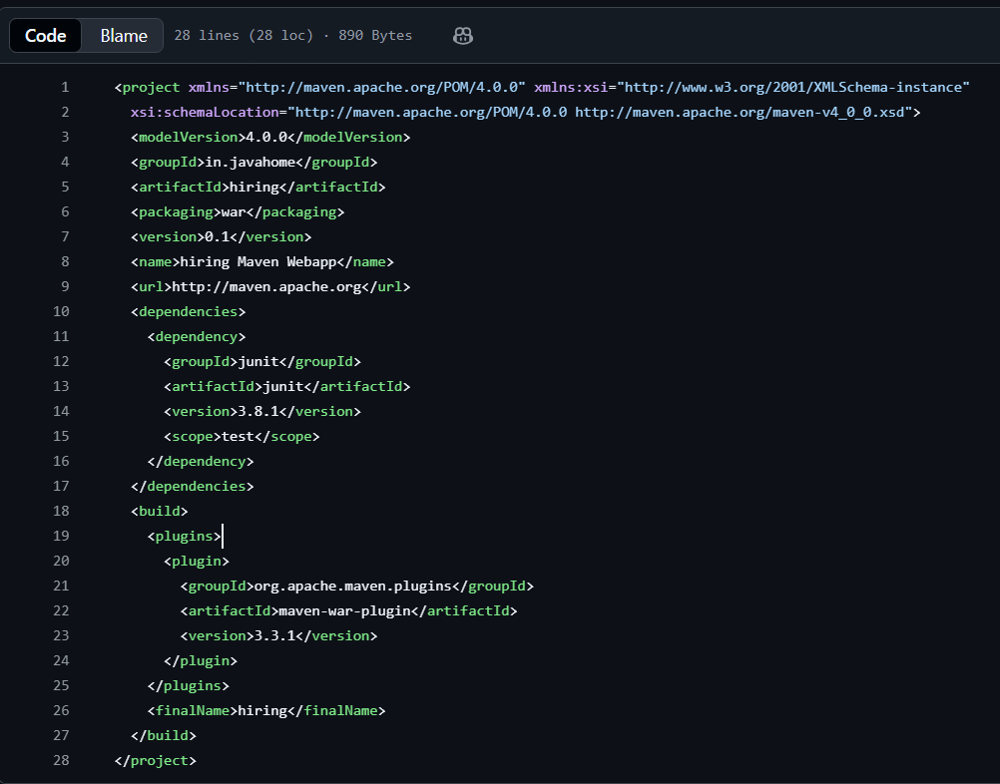 Code Blame 28 lines (28 loc) · 890 Bytes
1 <project xmlns="http://maven.apache.org/POM/4.0.0" xmlns:xsi="http://www.w3.org/2001/XMLSchema-instance"
2 xsi:schemaLocation="http://maven.apache.org/POM/4.0.0 http://maven.apache.org/maven-v4_0_0.xsd">
3 <modelVersion>4.0.0</modelVersion>
4 <groupId>in.javahome</groupId>
5 <artifactId>hiring</artifactId>
6 <packaging>war</packaging>
7 <version>0.1</version>
8 <name>hiring Maven Webapp</name>
9 <url>http://maven.apache.org</url>
10 <dependencies>
11 <dependency>
12 <groupId>junit</groupId>
13 <artifactId>junit</artifactId>
14 <version>3.8.1</version>
15 <scope>test</scope>
16 </dependency>
17 </dependencies>
18 <build>
19 <plugins>
20 <plugin>
21 <groupId>org.apache.maven.plugins</groupId>
22 <artifactId>maven-war-plugin</artifactId>
23 <version>3.3.1</version>
24 </plugin>
25 </plugins>
26 <finalName>hiring</finalName>
27 </build>
28 </project>